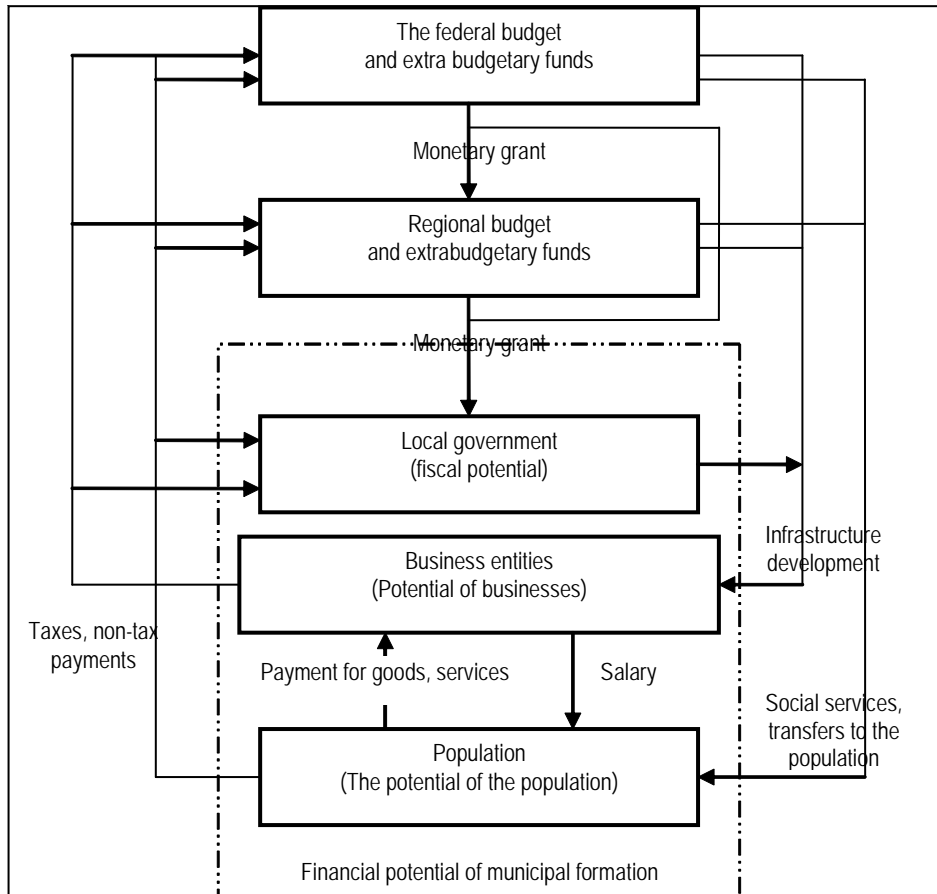 The federal budget
and extra budgetary funds
Monetary grant
Regional budget
and extrabudgetary funds
Monetary grant
Local government
(fiscal potential)
Infrastructure
development
Business entities
(Potential of businesses)
Taxes, non-tax
payments
Payment for goods, services
Salary
Social services,
transfers to the
population
Population
(The potential of the population)
Financial potential of municipal formation